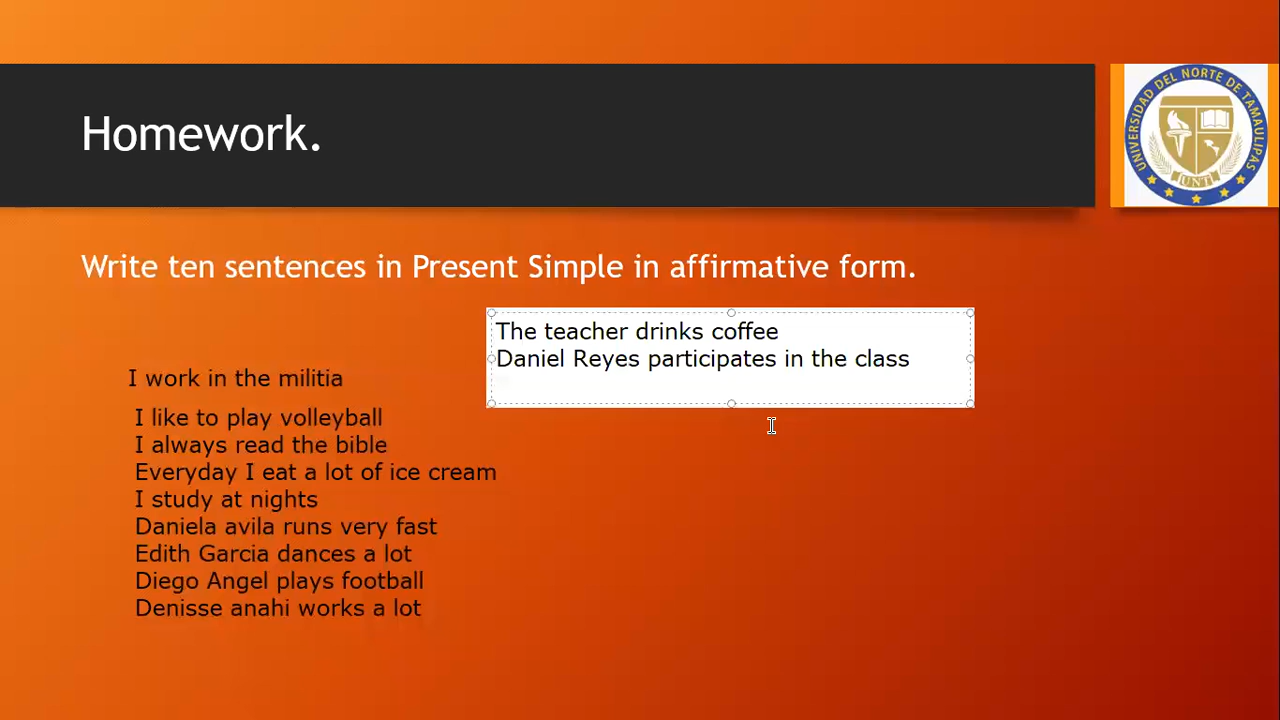 Homework.
UNIVERSIDAD DEL NORTE DE TAMAULIPAS
UNT
Write ten sentences in Present Simple in affirmative form.
The teacher drinks coffee
Daniel Reyes participates in the class
I work in the militia
I like to play volleyball
I always read the bible
Everyday I eat a lot of ice cream
I study at nights
Daniela avila runs very fast
Edith Garcia dances a lot
Diego Angel plays football
Denisse anahi works a lot